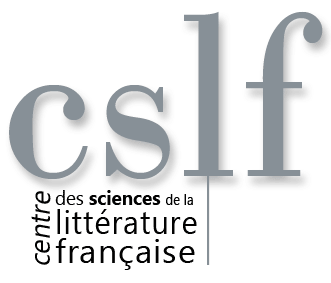 cslf
centre
des sciences de la
littérature
française